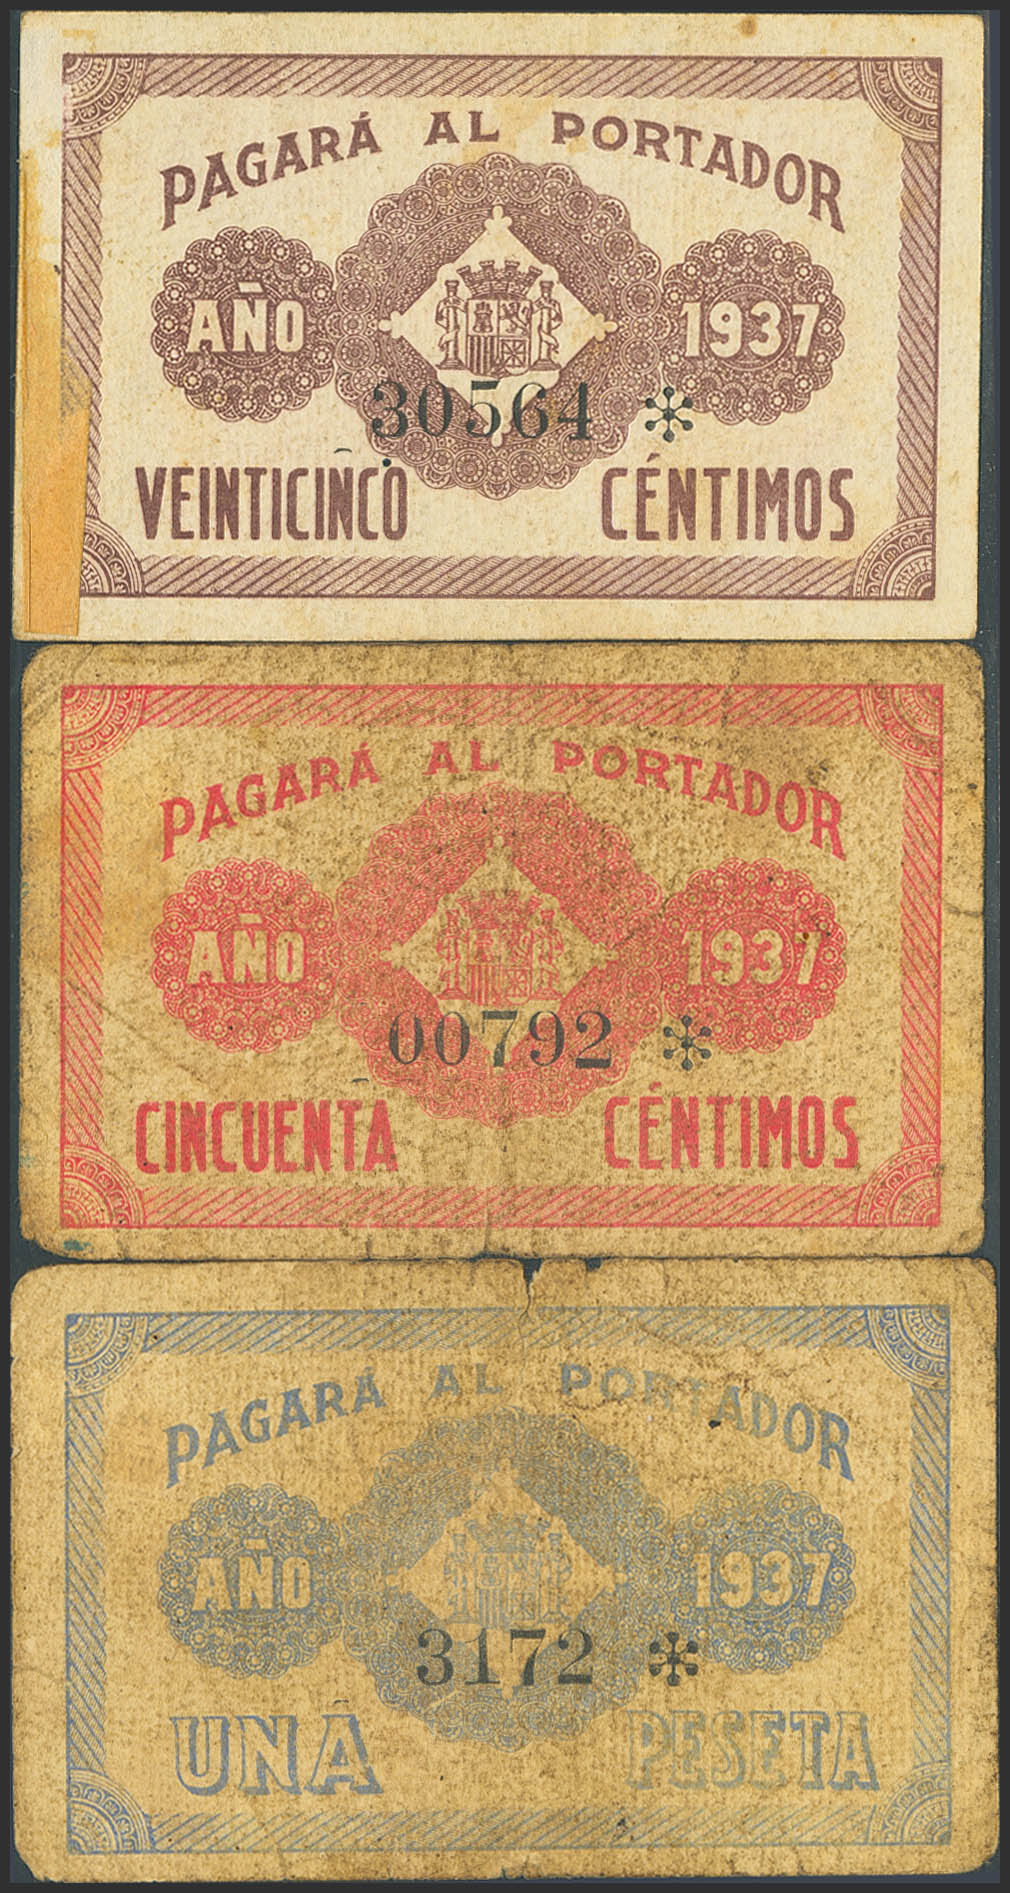 PAGARÁ AL PORTADOR
AÑO 1937
30564 *
VEINTICINCO CÉNTIMOS
PAGARÁ AL PORTADOR
AÑO 1937
00792 *
CINCUENTA CÉNTIMOS
PAGARÁ AL PORTADOR
AÑO 1937
3172 *
UNA PESETA